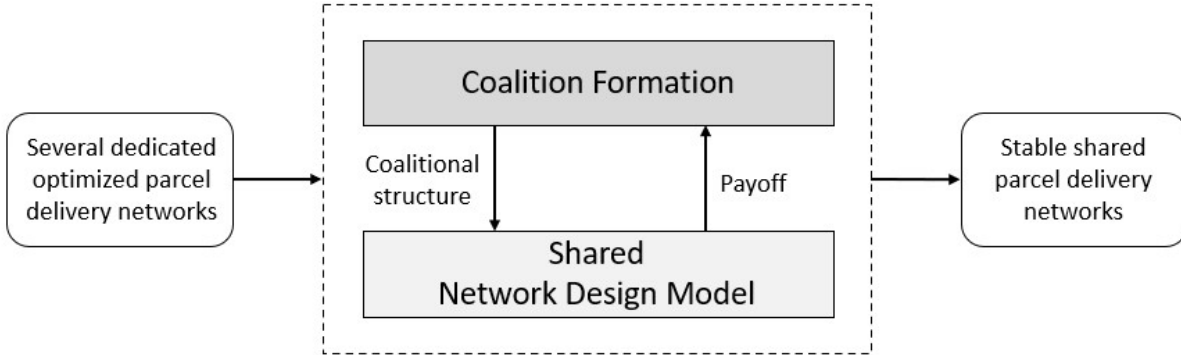 Several dedicated
optimized parcel
delivery networks
Coalition Formation
Coalitional
structure
Payoff
Shared
Network Design Model
Stable shared
parcel delivery
networks